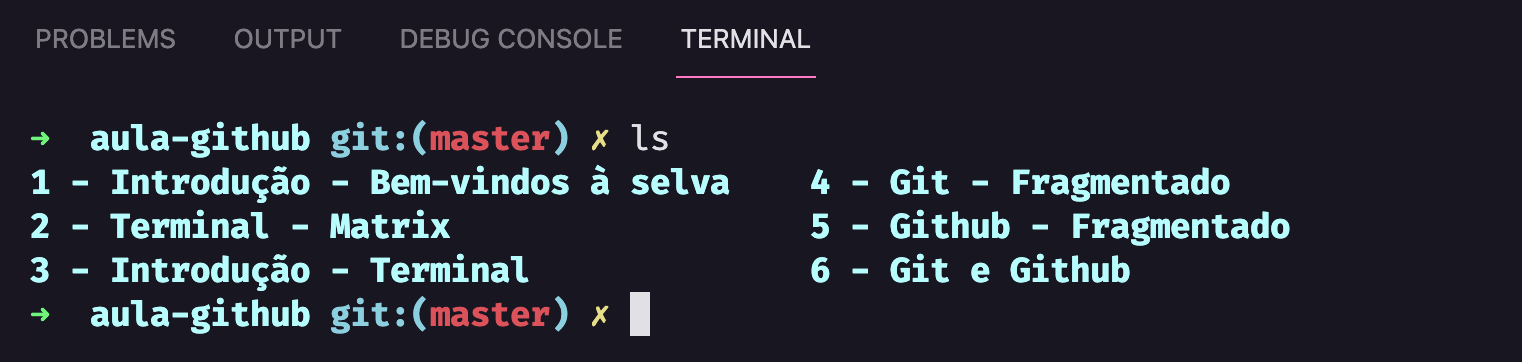 PROBLEMS OUTPUT DEBUG CONSOLE TERMINAL
➜ aula-github git:(master) ✗ ls
1 - Introdução - Bem-vindos à selva 4 - Git - Fragmentado
2 - Terminal - Matrix 5 - Github - Fragmentado
3 - Introdução - Terminal 6 - Git e Github
➜ aula-github git:(master) ✗